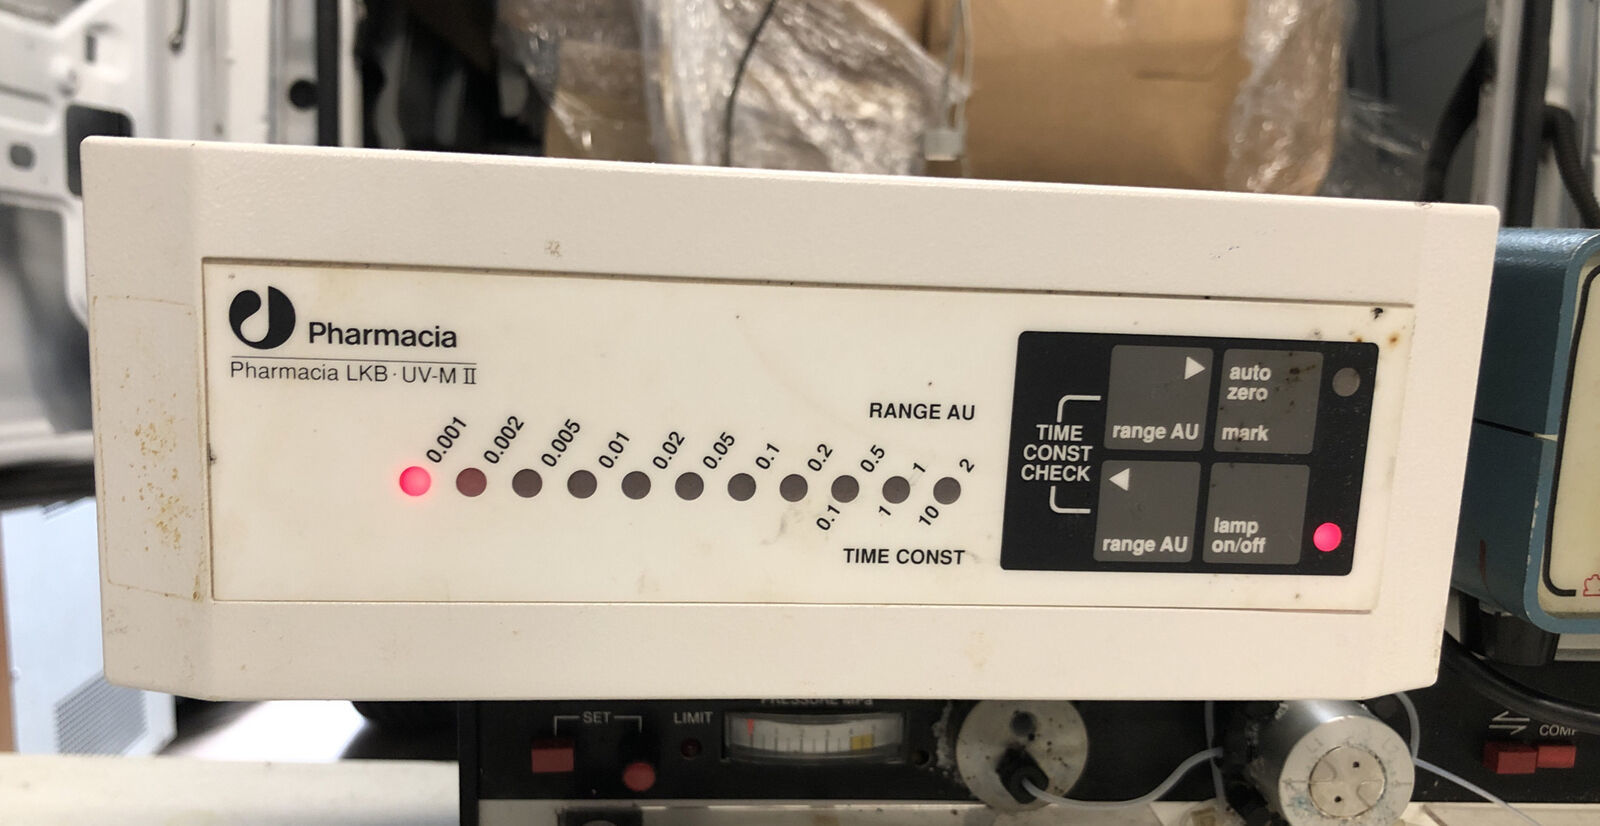 Pharmacia
Pharmacia LKB · UV-M II
RANGE AU
0.001 0.002 0.005 0.01 0.02 0.05 0.1 0.2 0.5 1 2
0.1 1 10
TIME CONST
TIME
CONST
CHECK
range AU
auto
zero
mark
range AU
lamp
on/off
PRESSURE MPa
SET
LIMIT
COMP